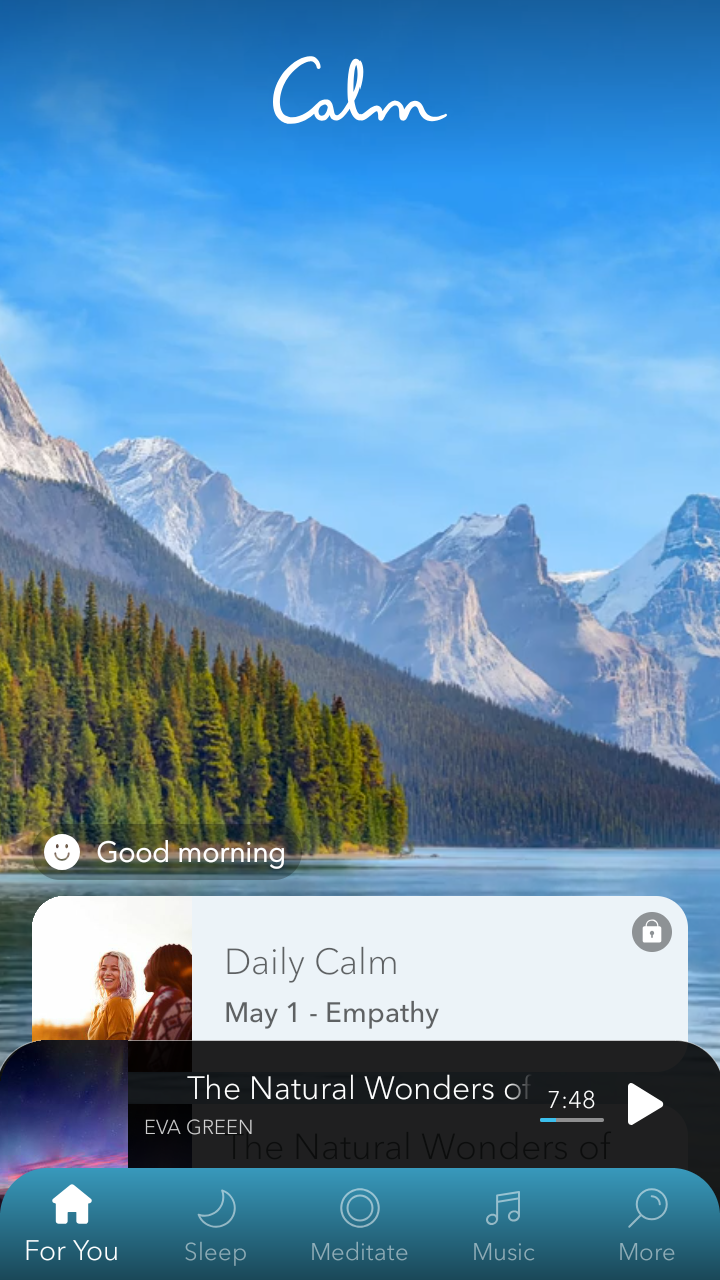 Calm
Good morning
Daily Calm
May 1 - Empathy
The Natural Wonders of
7:48
EVA GREEN
The Natural Wonders of
For You
Sleep
Meditate
Music
More